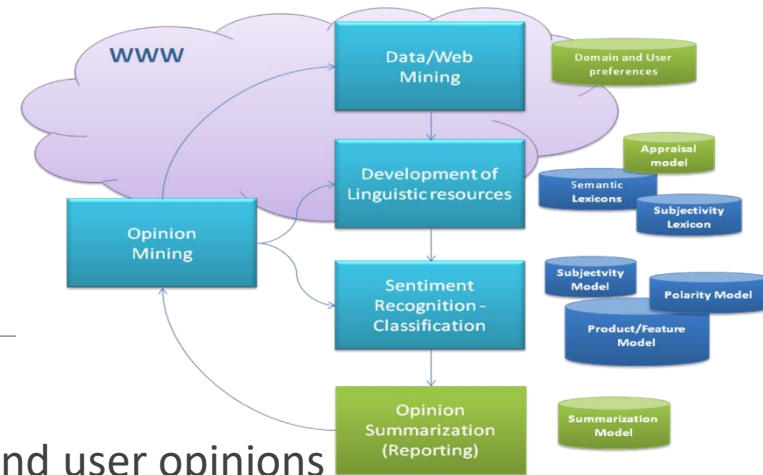 WWW
Data/Web
Mining
Domain and User
preferences
Development of
Linguistic resources
Appraisal
model
Semantic
Lexicons
Subjectivity
Lexicon
Opinion
Mining
Sentiment
Recognition -
Classification
Subjectvity
Model
Polarity Model
Product/Feature
Model
Opinion
Summarization
(Reporting)
Summarization
Model
nd user opinions